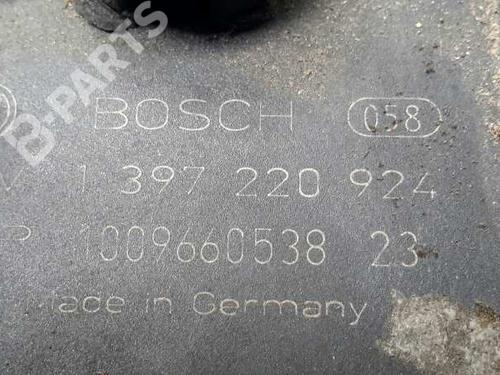 B-PARTS
BOSCH 058
V 1 397 220 924
P 1009660538 23
Made in Germany